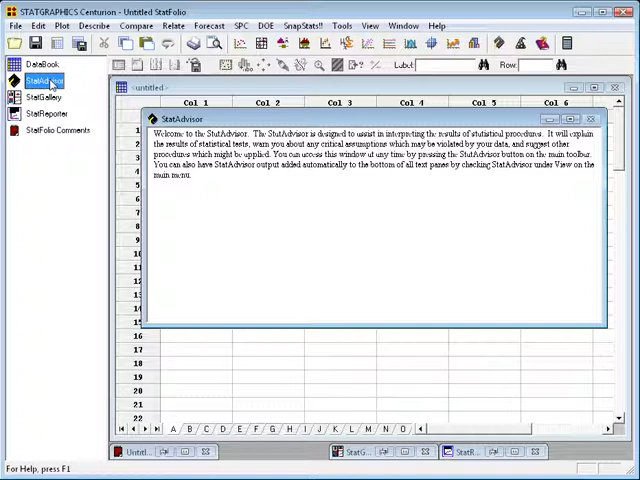 STATGRAPHICS Centurion - Untitled StatFolio
File Edit Plot Describe Compare Relate Forecast SPC DOE SnapStats!! Tools View Window Help
Label: Row:
DataBook
StatAdvisor
StatGallery
StatReporter
StatFolio Comments
<untitled>
Col 1 Col 2 Col 3 Col 4 Col 5 Col 6
StatAdvisor
Welcome to the StatAdvisor. The StatAdvisor is designed to assist in interpreting the results of statistical procedures. It will explain
the results of statistical tests, warn you about any critical assumptions which may be violated by your data, and suggest other
procedures which might be applied. You can access this window at any time by pressing the StatAdvisor button on the main toolbar.
You can also have StatAdvisor output added automatically to the bottom of all text panes by checking StatAdvisor under View on the
main menu.
1
2
3
4
5
6
7
8
9
10
11
12
13
14
15
16
17
18
19
20
21
22
A B C D E F G H I J K L M N O
Untitl... StatG... StatR...
For Help, press F1